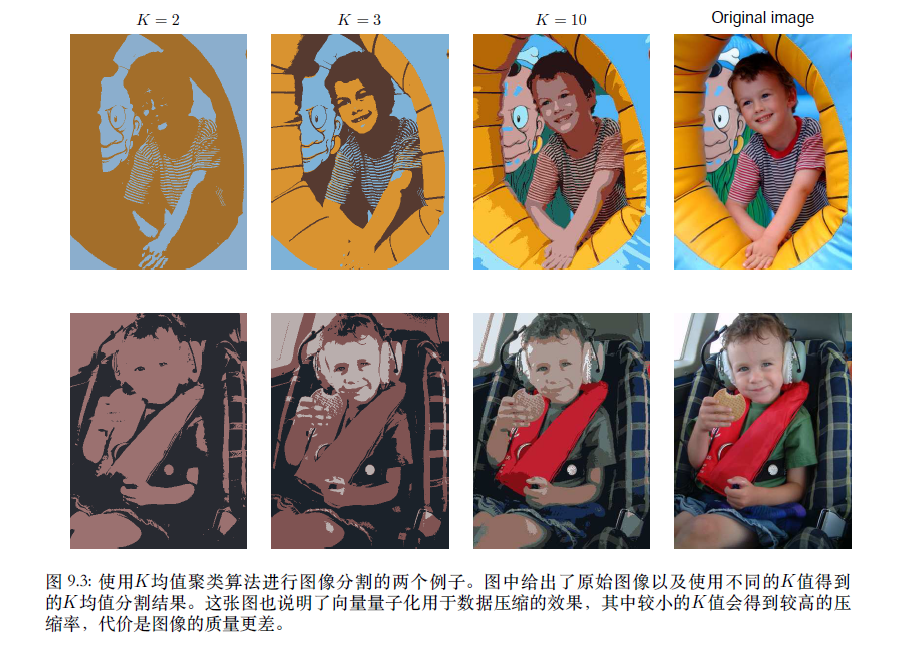 K = 2
K = 3
K = 10
Original image
图 9.3: 使用K均值聚类算法进行图像分割的两个例子。图中给出了原始图像以及使用不同的K值得到
的K均值分割结果。这张图也说明了向量量子化用于数据压缩的效果，其中较小的K值会得到较高的压
缩率，代价是图像的质量更差。